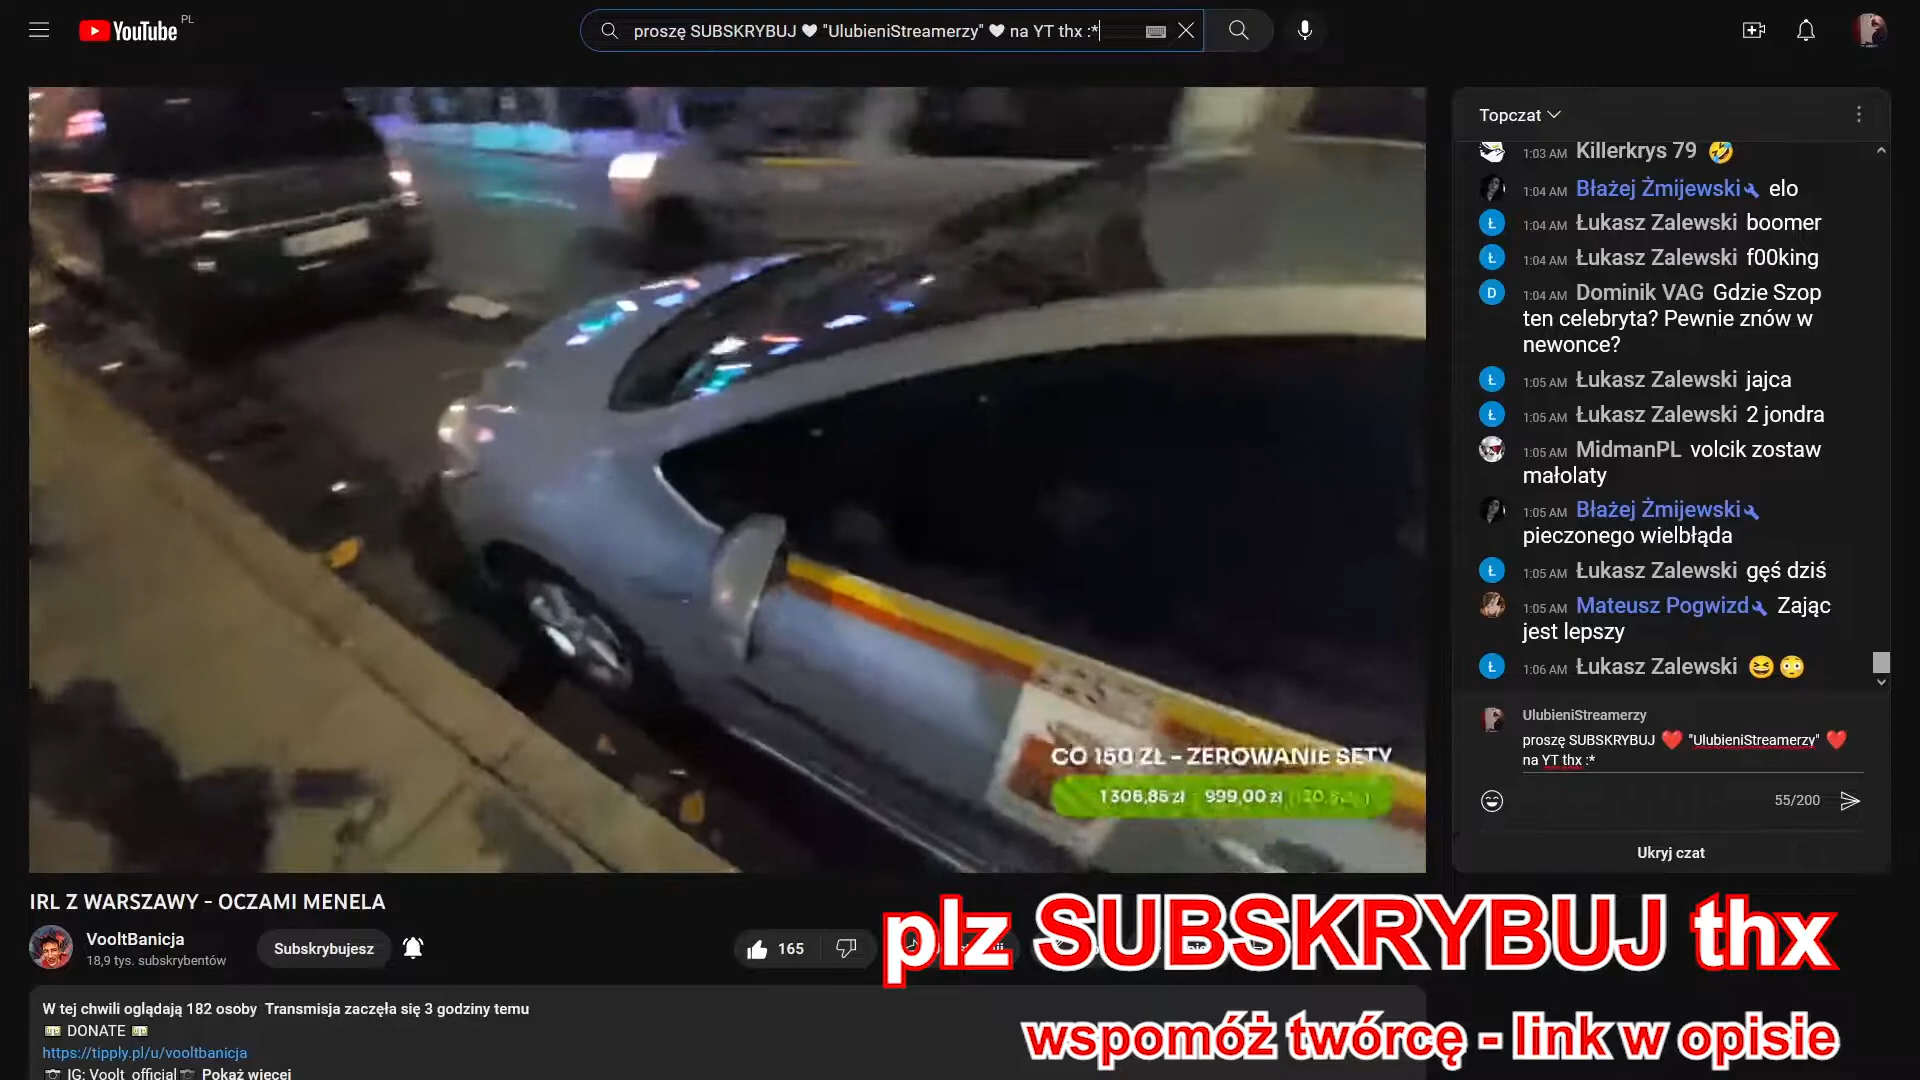 YouTube PL
proszę SUBSKRYBUJ ♥ "UlubieniStreamerzy" ♥ na YT thx :*
Topczat
1:03 AM Killerkrys 79 🤣
1:04 AM Błażej Żmijewski elo
1:04 AM Łukasz Zalewski boomer
1:04 AM Łukasz Zalewski f00king
1:04 AM Dominik VAG Gdzie Szop
ten celebryta? Pewnie znów w
newonce?
1:05 AM Łukasz Zalewski jajca
1:05 AM Łukasz Zalewski 2 jondra
1:05 AM MidmanPL volcik zostaw
małolaty
1:05 AM Błażej Żmijewski
pieczonego wielbłąda
1:05 AM Łukasz Zalewski gęś dziś
1:05 AM Mateusz Pogwizd Zając
jest lepszy
1:06 AM Łukasz Zalewski 😆😳
UlubieniStreamerzy
proszę SUBSKRYBUJ ❤️ "UlubieniStreamerzy" ❤️
na YT thx :*
55/200
Ukryj czat
CO 150 ZŁ - ZEROWANIE SETY
1 306,85 zł 999,00 zł
IRL Z WARSZAWY - OCZAMI MENELA
VooltBanicja
18,9 tys. subskrybentów
Subskrybujesz
165
plz SUBSKRYBUJ thx
wspomóż twórcę - link w opisie
W tej chwili oglądają 182 osoby Transmisja zaczęła się 3 godziny temu
💵 DONATE 💵
https://tipply.pl/u/vooltbanicja
📷 IG: Voolt_official 📷 Pokaż więcej